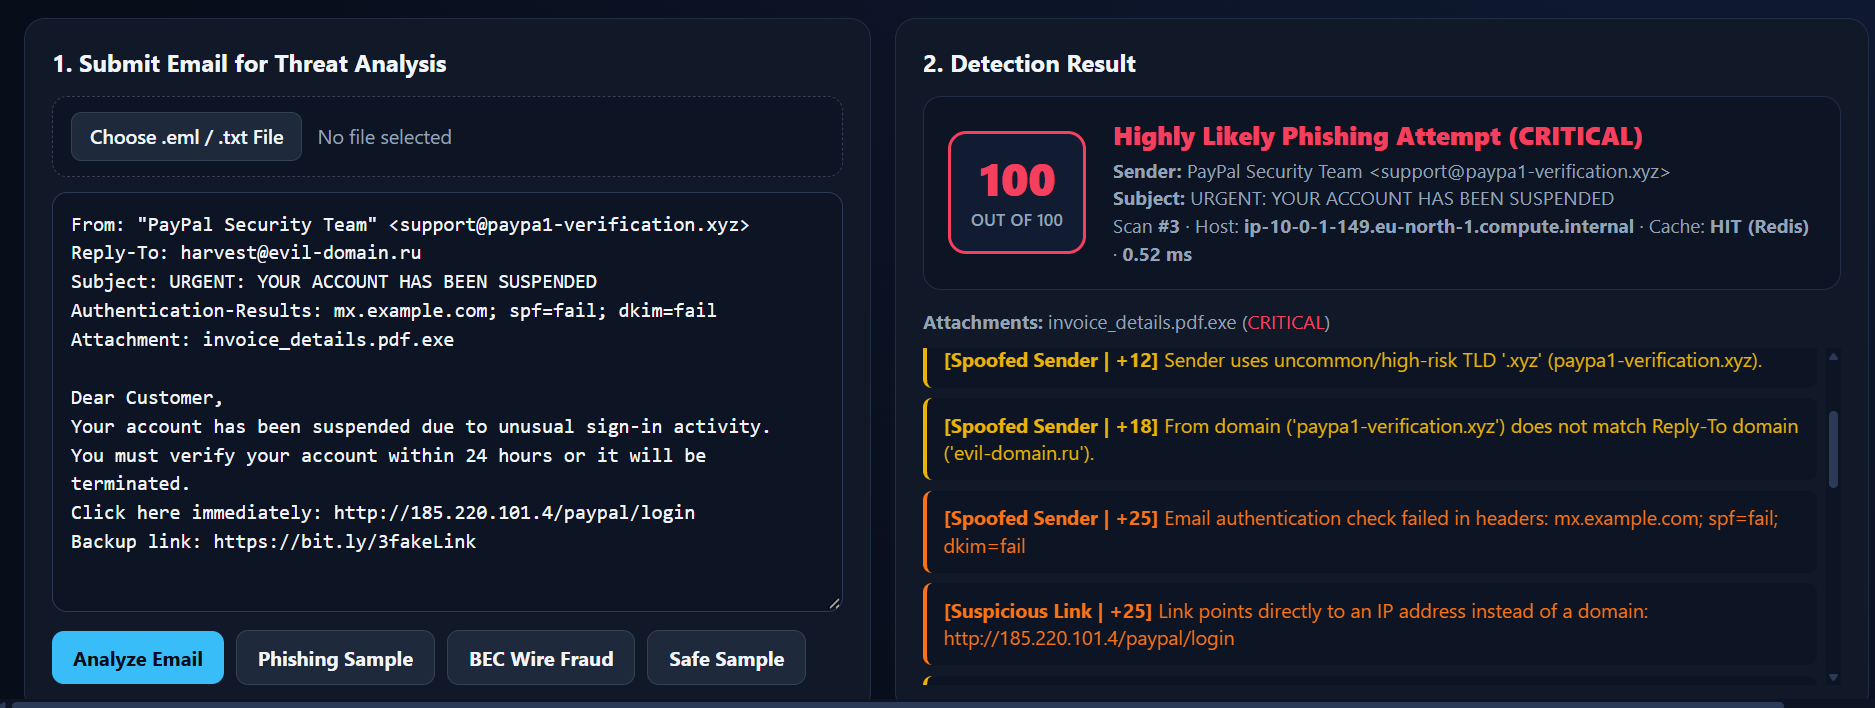 1. Submit Email for Threat Analysis
Choose .eml / .txt File
No file selected
From: "PayPal Security Team" <support@paypa1-verification.xyz>
Reply-To: harvest@evil-domain.ru
Subject: URGENT: YOUR ACCOUNT HAS BEEN SUSPENDED
Authentication-Results: mx.example.com; spf=fail; dkim=fail
Attachment: invoice_details.pdf.exe
Dear Customer,
Your account has been suspended due to unusual sign-in activity.
You must verify your account within 24 hours or it will be
terminated.
Click here immediately: http://185.220.101.4/paypal/login
Backup link: https://bit.ly/3fakeLink
Analyze Email
Phishing Sample
BEC Wire Fraud
Safe Sample
2. Detection Result
100
OUT OF 100
Highly Likely Phishing Attempt (CRITICAL)
Sender: PayPal Security Team <support@paypa1-verification.xyz>
Subject: URGENT: YOUR ACCOUNT HAS BEEN SUSPENDED
Scan #3 · Host: ip-10-0-1-149.eu-north-1.compute.internal · Cache: HIT (Redis)
· 0.52 ms
Attachments: invoice_details.pdf.exe (CRITICAL)
[Spoofed Sender | +12] Sender uses uncommon/high-risk TLD '.xyz' (paypa1-verification.xyz).
[Spoofed Sender | +18] From domain ('paypa1-verification.xyz') does not match Reply-To domain
('evil-domain.ru').
[Spoofed Sender | +25] Email authentication check failed in headers: mx.example.com; spf=fail;
dkim=fail
[Suspicious Link | +25] Link points directly to an IP address instead of a domain:
http://185.220.101.4/paypal/login